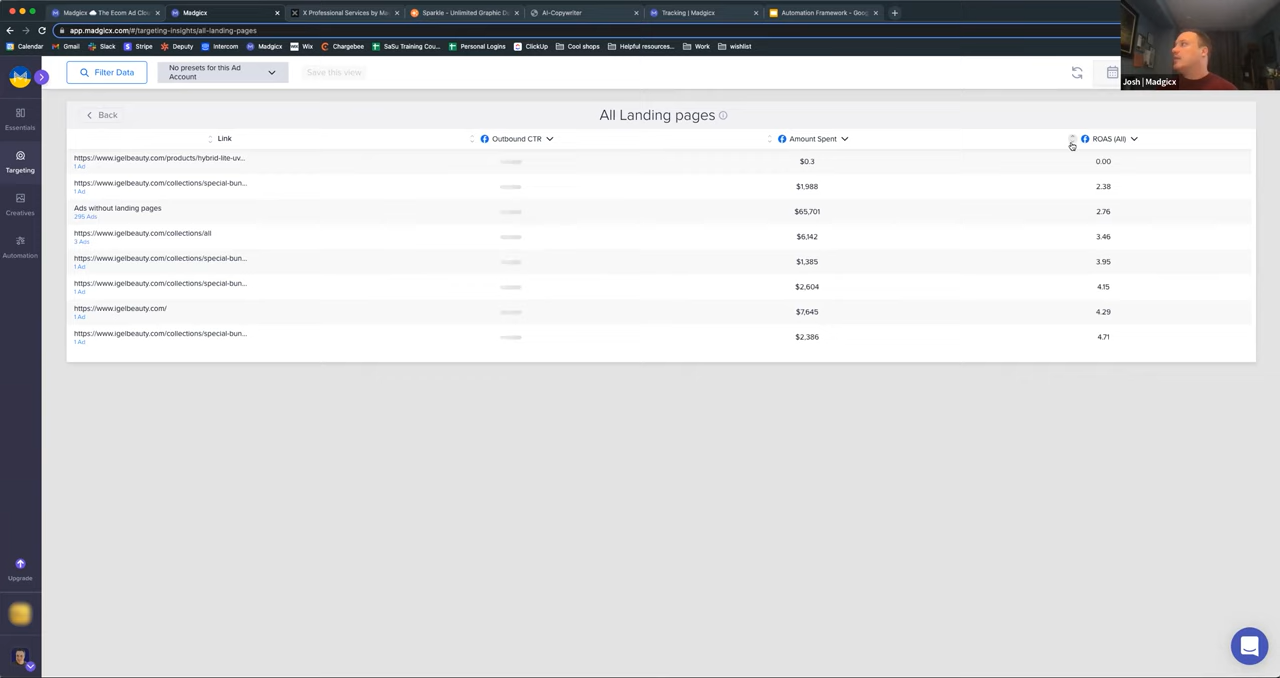 Madgicx ☁️ The Ecom Ad Clou
Madgicx
X Professional Services by Ma
Sparkle - Unlimited Graphic De
AI-Copywriter
Tracking | Madgicx
Automation Framework - Goog
app.madgicx.com/#/targeting-insights/all-landing-pages
Calendar
Gmail
Slack
Stripe
Deputy
Intercom
Madgicx
Wix
Chargebee
SaSu Training Cou...
Personal Logins
ClickUp
Cool shops
Helpful resources...
Work
wishlist
Josh | Madgicx
Filter Data
No presets for this Ad
Account
Save this view
Essentials
Targeting
Creatives
Automation
Upgrade
Back
All Landing pages
Link
Outbound CTR
Amount Spent
ROAS (All)
https://www.igelbeauty.com/products/hybrid-lite-uv...
1 Ad
$0.3
0.00
https://www.igelbeauty.com/collections/special-bun...
1 Ad
$1,988
2.38
Ads without landing pages
295 Ads
$65,701
2.76
https://www.igelbeauty.com/collections/all
3 Ads
$6,142
3.46
https://www.igelbeauty.com/collections/special-bun...
1 Ad
$1,385
3.95
https://www.igelbeauty.com/collections/special-bun...
1 Ad
$2,604
4.15
https://www.igelbeauty.com/
1 Ad
$7,645
4.29
https://www.igelbeauty.com/collections/special-bun...
1 Ad
$2,386
4.71